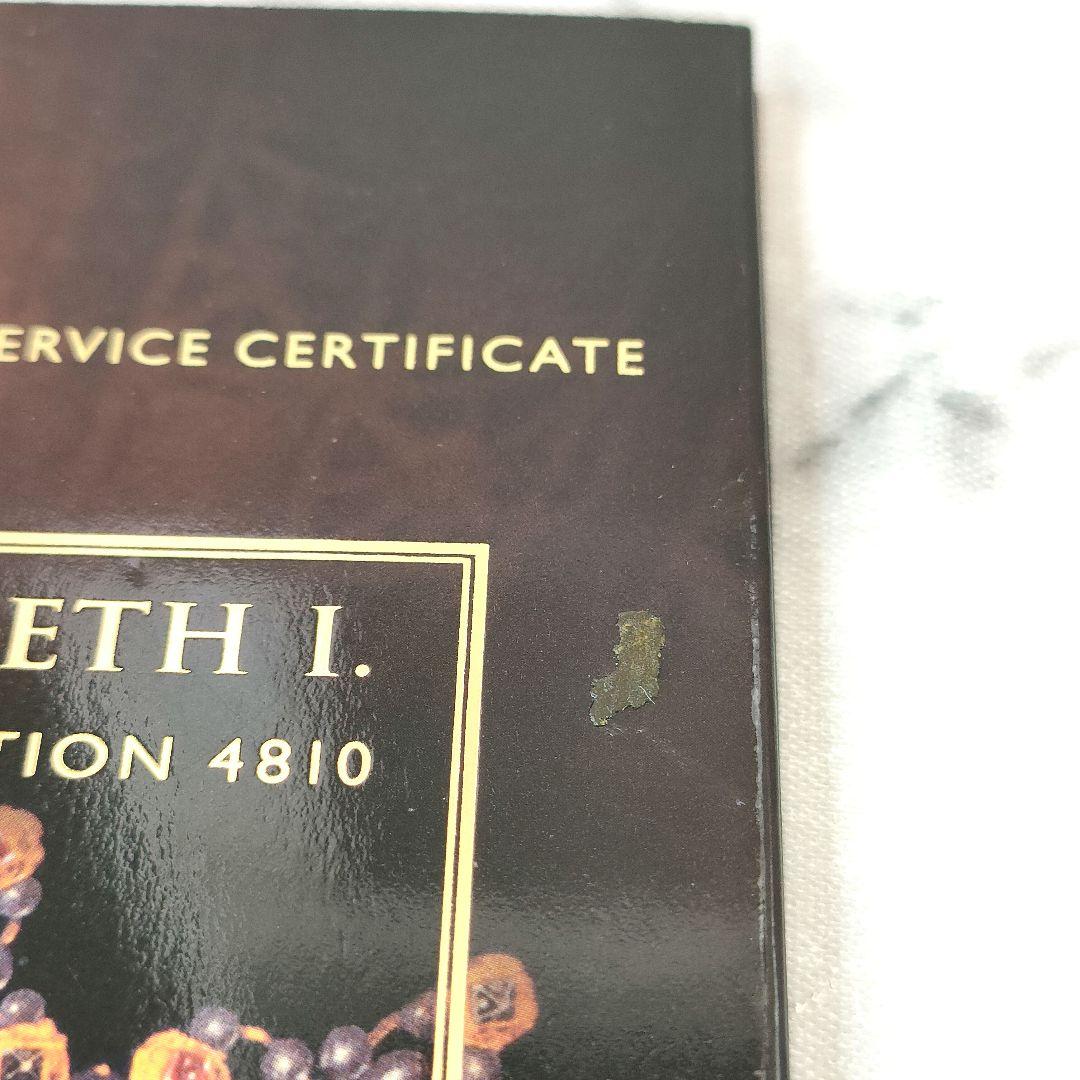 ERVICE CERTIFICATE
ETH I.
TION 4810